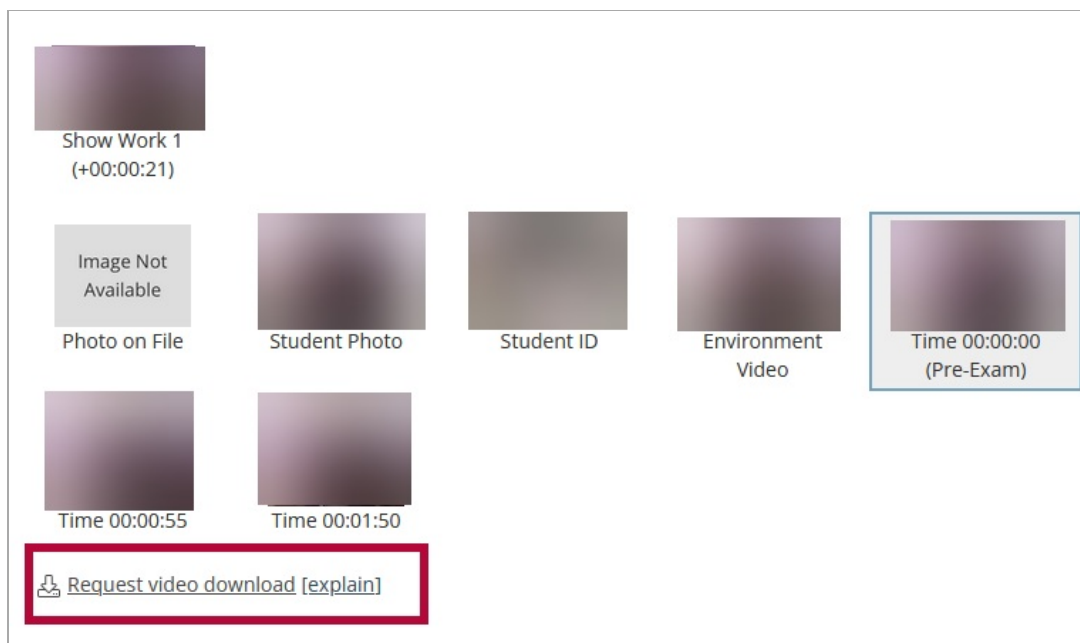 Show Work 1
(+00:00:21)
Image Not
Available
Photo on File
Student Photo
Student ID
Environment
Video
Time 00:00:00
(Pre-Exam)
Time 00:00:55
Time 00:01:50
Request video download [explain]